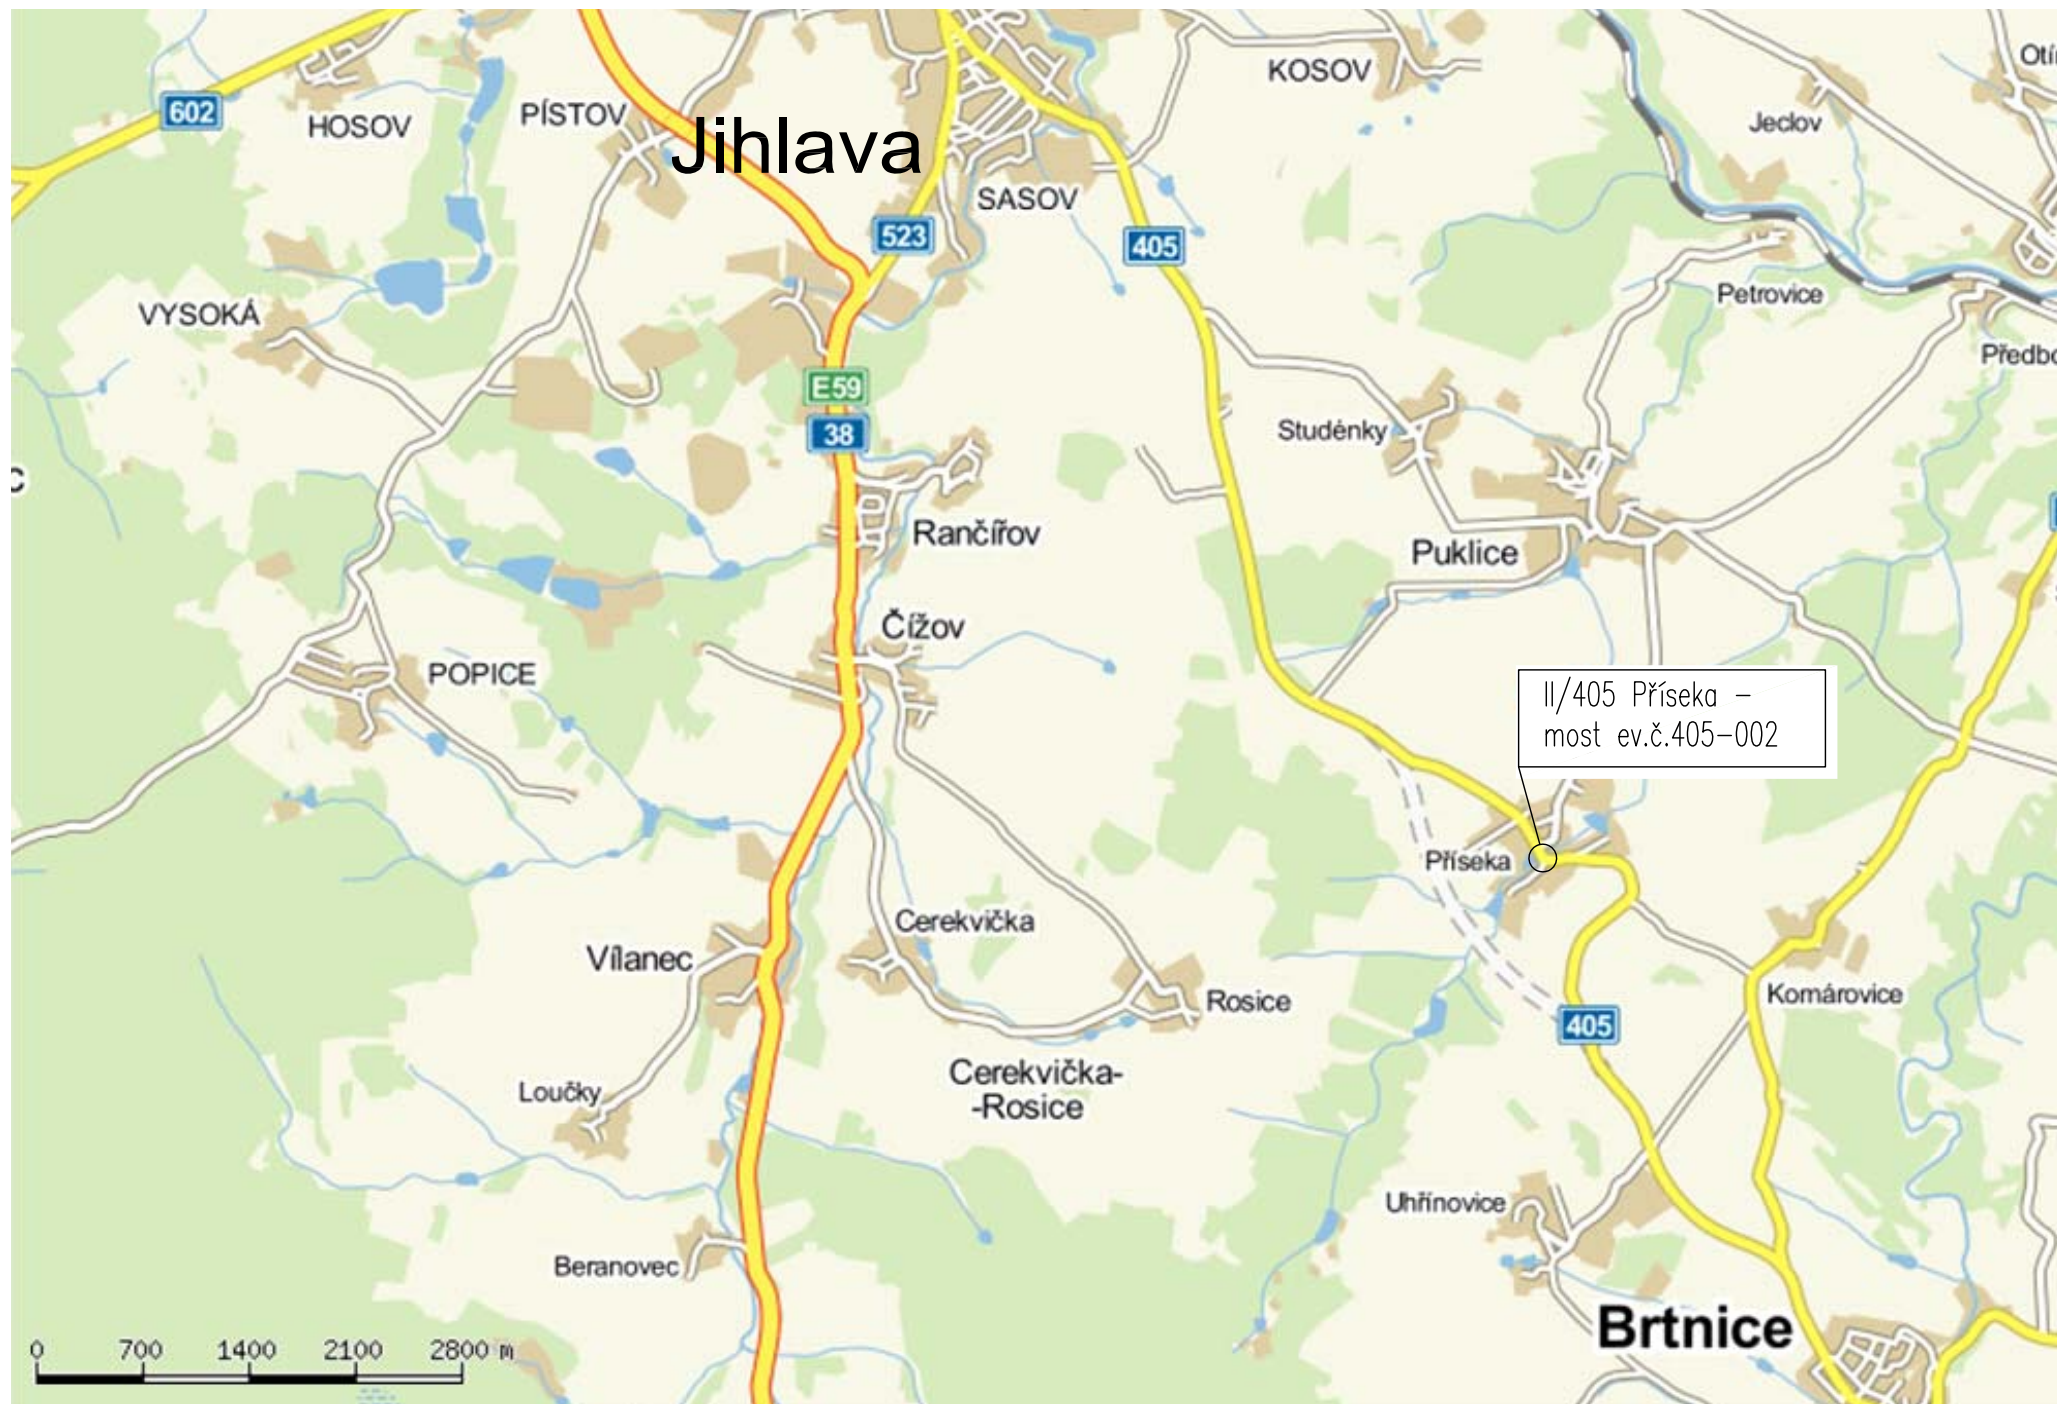 KOSOV
Otí
602
HOSOV
PÍSTOV
Jihlava
Jeclov
SASOV
523
405
VYSOKÁ
Petrovice
Předbo
E59
38
Studénky
Rančířov
Puklice
Čížov
POPICE
II/405 Příseka -
most ev.č.405-002
Příseka
Cerekvička
Vílanec
Rosice
Komárovice
405
Loučky
Cerekvička-
-Rosice
Uhřínovice
Beranovec
Brtnice
0 700 1400 2100 2800 m